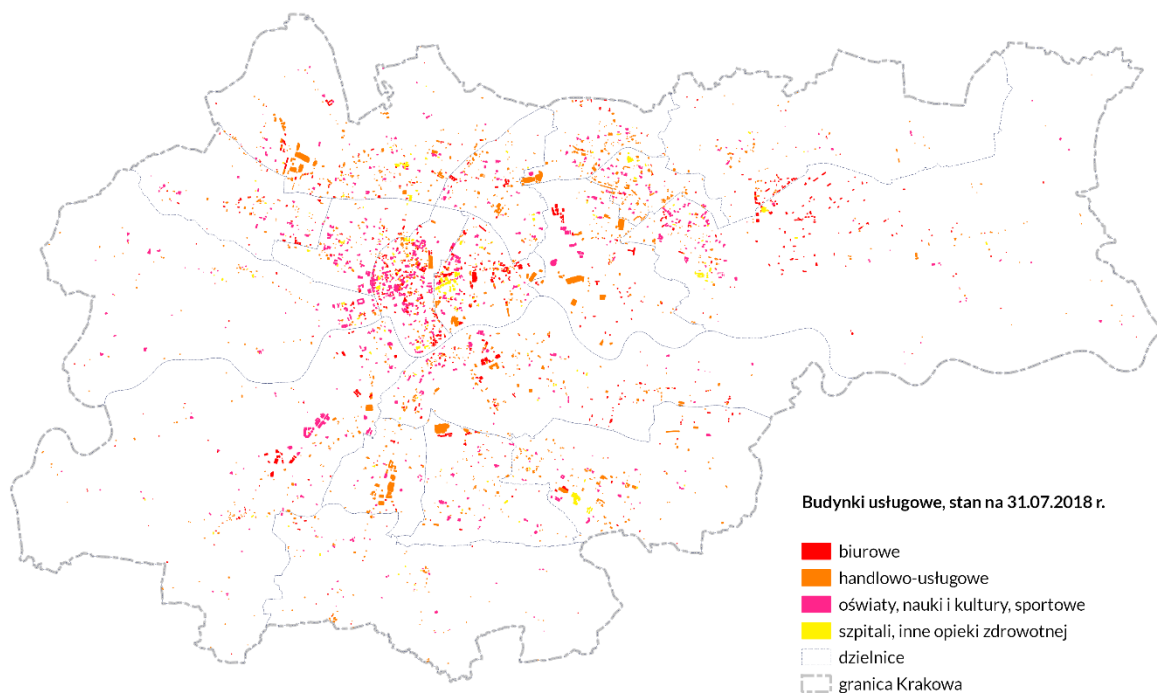 Budynki usługowe, stan na 31.07.2018 r.
biurowe
handlowo-usługowe
oświaty, nauki i kultury, sportowe
szpitali, inne opieki zdrowotnej
dzielnice
granica Krakowa